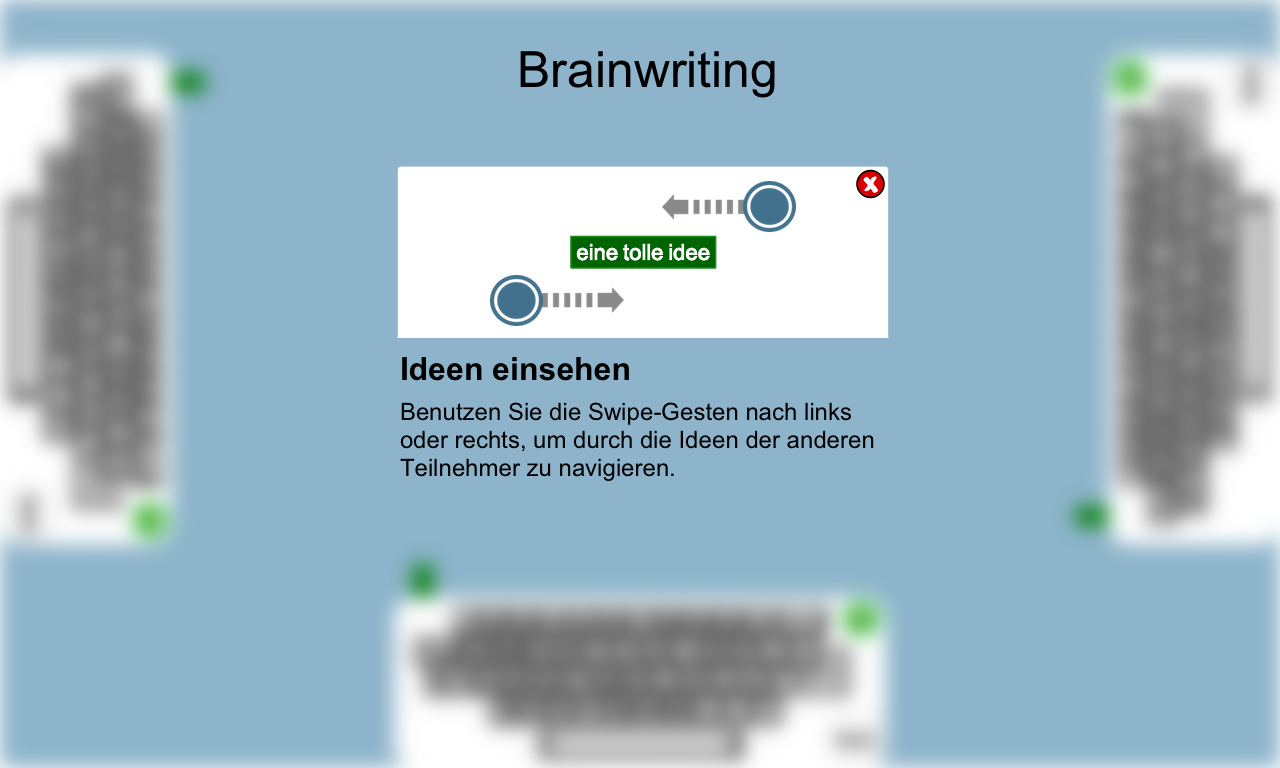 Brainwriting
eine tolle idee
Ideen einsehen
Benutzen Sie die Swipe-Gesten nach links
oder rechts, um durch die Ideen der anderen
Teilnehmer zu navigieren.